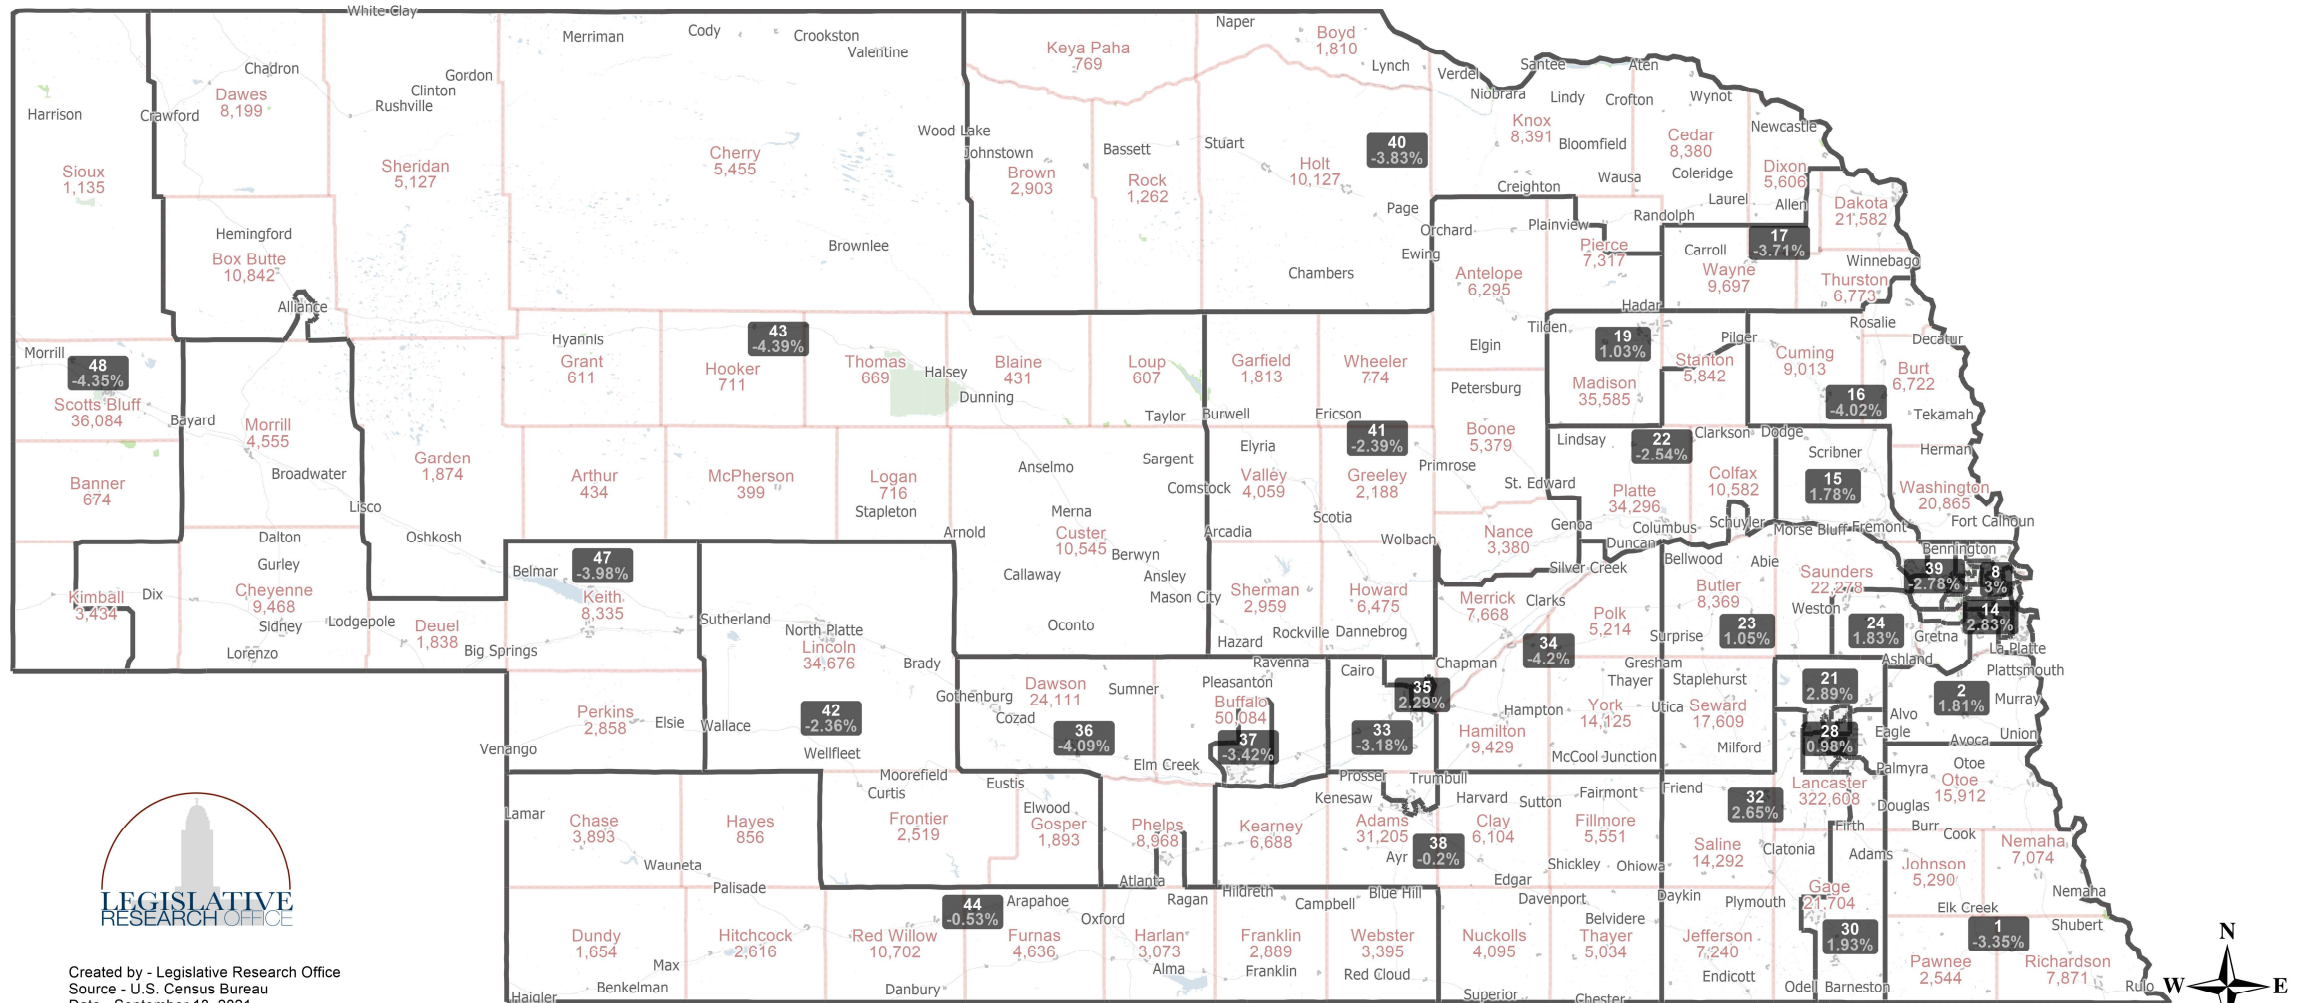 White Clay
Naper
Boyd
1,810
Merriman
Cody
Crookston
Valentine
Keya Paha
769
Lynch
Verdel
Santee
Aten
Chadron
Gordon
Clinton
Rushville
Dawes
8,199
Niobrara
Lindy
Crofton
Wynot
Harrison
Crawford
Knox
8,391
Newcastle
Wood Lake
Johnstown
Stuart
Bassett
40
-3.83%
Bloomfield
Cedar
8,380
Sioux
1,135
Sheridan
5,127
Cherry
5,455
Brown
2,903
Rock
1,262
Holt
10,127
Wausa
Coleridge
Dixon
5,606
Creighton
Laurel
Allen
Dakota
21,582
Page
Randolph
Hemingford
Box Butte
10,842
Brownlee
Orchard
Plainview
Pierce
7,317
17
-3.71%
Carroll
Ewing
Winnebago
Chambers
Antelope
6,295
Wayne
9,697
Thurston
6,773
Alliance
Hadar
Tilden
Rosalie
Morrill
43
-4.39%
Hyannis
Grant
611
Hooker
711
Thomas
669
Halsey
Blaine
431
Loup
607
Garfield
1,813
Wheeler
774
Elgin
19
1.03%
Pilger
Stanton
5,842
Cuming
9,013
Decatur
Burt
6,722
48
-4.35%
Scotts Bluff
36,084
Dunning
Petersburg
Madison
35,585
16
-4.02%
Bayard
Morrill
4,555
Taylor
Burwell
Ericson
Tekamah
41
-2.39%
Boone
5,379
Lindsay
22
-2.54%
Clarkson
Dodge
Elyria
Scribner
Herman
Banner
674
Broadwater
Garden
1,874
Arthur
434
McPherson
399
Logan
716
Stapleton
Anselmo
Sargent
Comstock
Valley
4,059
Greeley
2,188
Primrose
St. Edward
Platte
34,296
Colfax
10,582
15
1.78%
Washington
20,865
Lisco
Merna
Scotia
Genoa
Columbus
Schuyler
Morse Bluff
Fremont
Fort Calhoun
Dalton
Oshkosh
Arnold
Custer
10,545
Berwyn
Arcadia
Wolbach
Nance
3,380
Duncan
Bellwood
Abie
Bennington
Gurley
47
-3.98%
Belmar
Keith
8,335
Callaway
Ansley
Mason City
Silver Creek
Saunders
22,278
39
-2.78%
8
3%
Kimball
3,434
Dix
Cheyenne
9,468
Sidney
Lodgepole
Sherman
2,959
Howard
6,475
Merrick
7,668
Clarks
Butler
8,369
Weston
14
2.83%
Deuel
1,838
Sutherland
North Platte
Lincoln
34,676
Oconto
Rockville
Dannebrog
Hazard
Polk
5,214
Surprise
23
1.05%
24
1.83%
Gretna
Lorenzo
Big Springs
Brady
Ravenna
Cairo
Chapman
34
-4.2%
Gresham
Thayer
Staplehurst
Ashland
La Platte
Plattsmouth
Gothenburg
Dawson
24,111
Sumner
Cozad
Pleasanton
Buffalo
50,084
35
2.29%
21
2.89%
2
1.81%
Murray
Perkins
2,858
Elsie
Wallace
42
-2.36%
Wellfleet
36
-4.09%
37
-3.42%
33
-3.18%
Hampton
York
14,125
Utica
Seward
17,609
Alvo
Eagle
Union
Venango
Hamilton
9,429
Milford
28
0.98%
Avoca
Elm Creek
McCool Junction
Moorefield
Curtis
Eustis
Prosser
Trumbull
Palmyra
Otoe
Otoe
15,912
Lamar
Chase
3,893
Hayes
856
Frontier
2,519
Elwood
Gosper
1,893
Phelps
8,968
Kearney
6,688
Kenesaw
Adams
31,205
Harvard
Sutton
Clay
6,104
Fairmont
Fillmore
5,551
Friend
32
2.65%
Lancaster
322,608
Douglas
Firth
Burr
Cook
Wauneta
Palisade
Ayr
38
-0.2%
Shickley
Ohiowa
Saline
14,292
Clatonia
Adams
Johnson
5,290
Nemaha
7,074
Atlanta
Edgar
Gage
21,704
Nemaha
LEGISLATIVE
RESEARCH OFFICE
44
-0.53%
Arapahoe
Oxford
Ragan
Hildreth
Campbell
Blue Hill
Davenport
Belvidere
Daykin
Plymouth
Elk Creek
Shubert
Dundy
1,654
Hitchcock
2,616
Red Willow
10,702
Furnas
4,636
Harlan
3,073
Franklin
2,889
Webster
3,395
Nuckolls
4,095
Thayer
5,034
Jefferson
7,240
30
1.93%
1
-3.35%
Pawnee
2,544
Richardson
7,871
Max
Benkelman
Danbury
Alma
Franklin
Red Cloud
Endicott
Odell
Barneston
Rulo
Haigler
Superior
Chester
Created by - Legislative Research Office
Source - U.S. Census Bureau
N
W
E